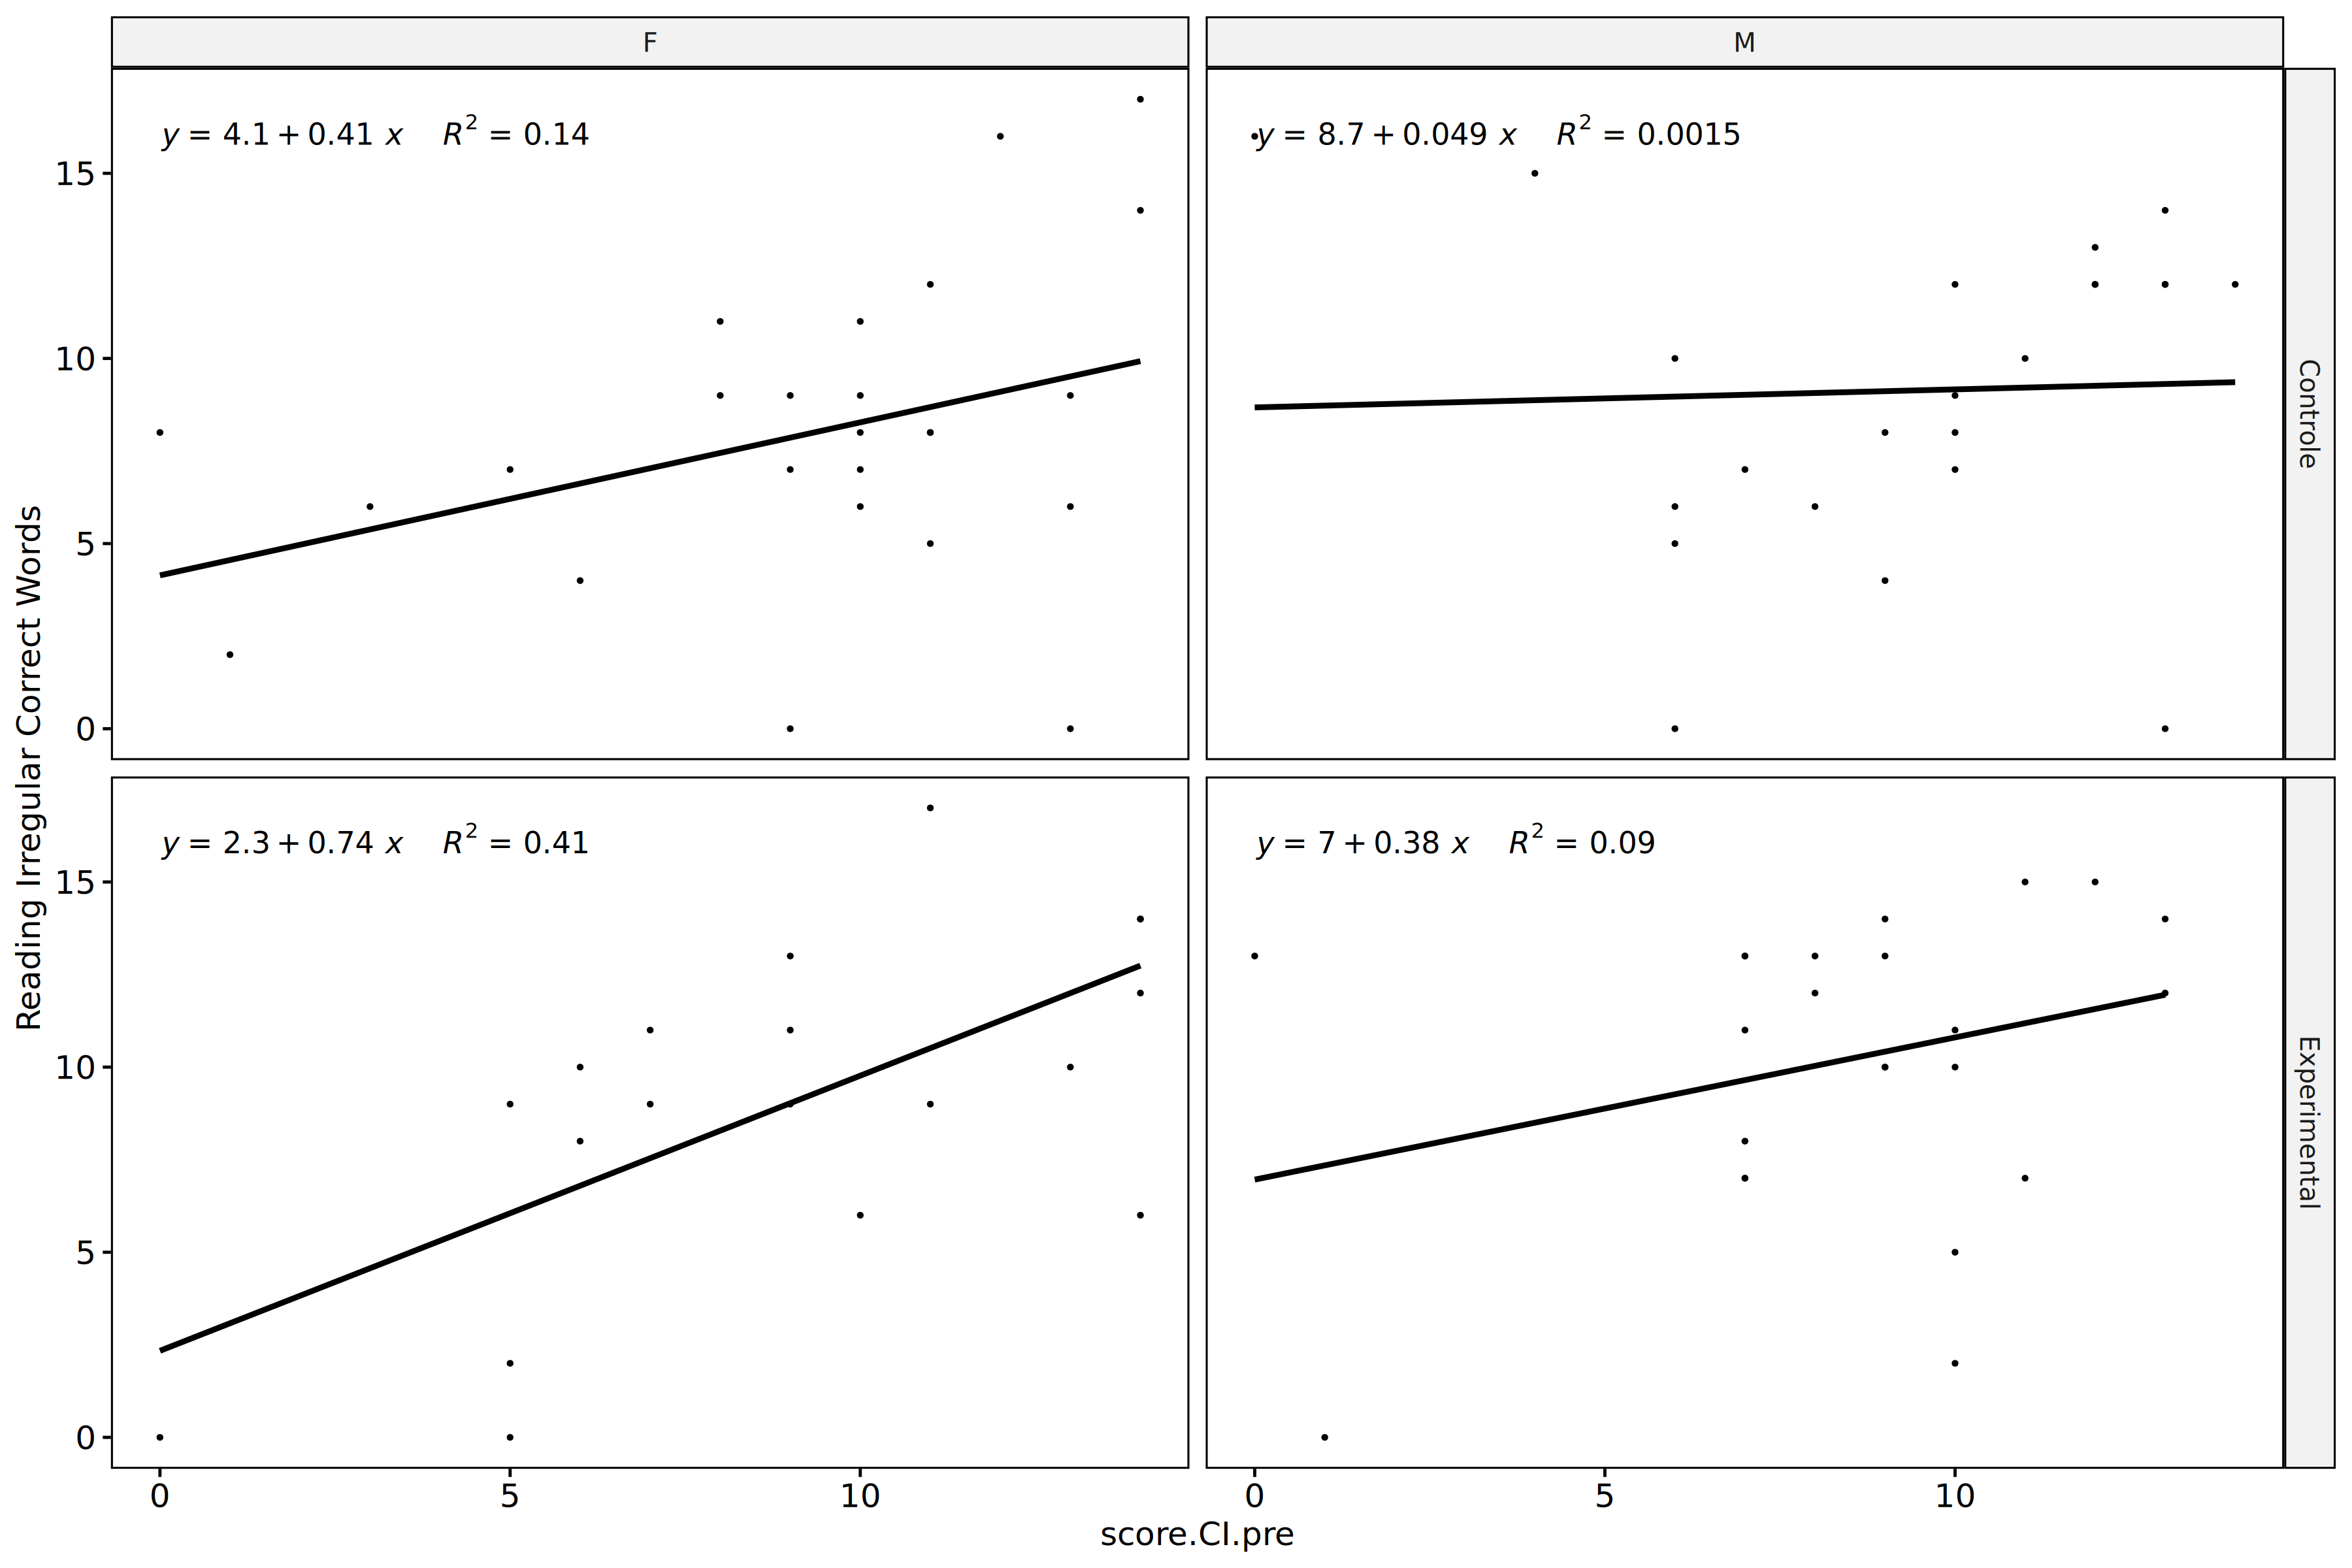 F
M
y = 4.1 + 0.41 x R² = 0.14
y = 8.7 + 0.049 x R² = 0.0015
15
10
5
0
Controle
Reading Irregular Correct Words
y = 2.3 + 0.74 x R² = 0.41
y = 7 + 0.38 x R² = 0.09
15
10
5
0
Experimental
0 5 10
0 5 10
score.CI.pre